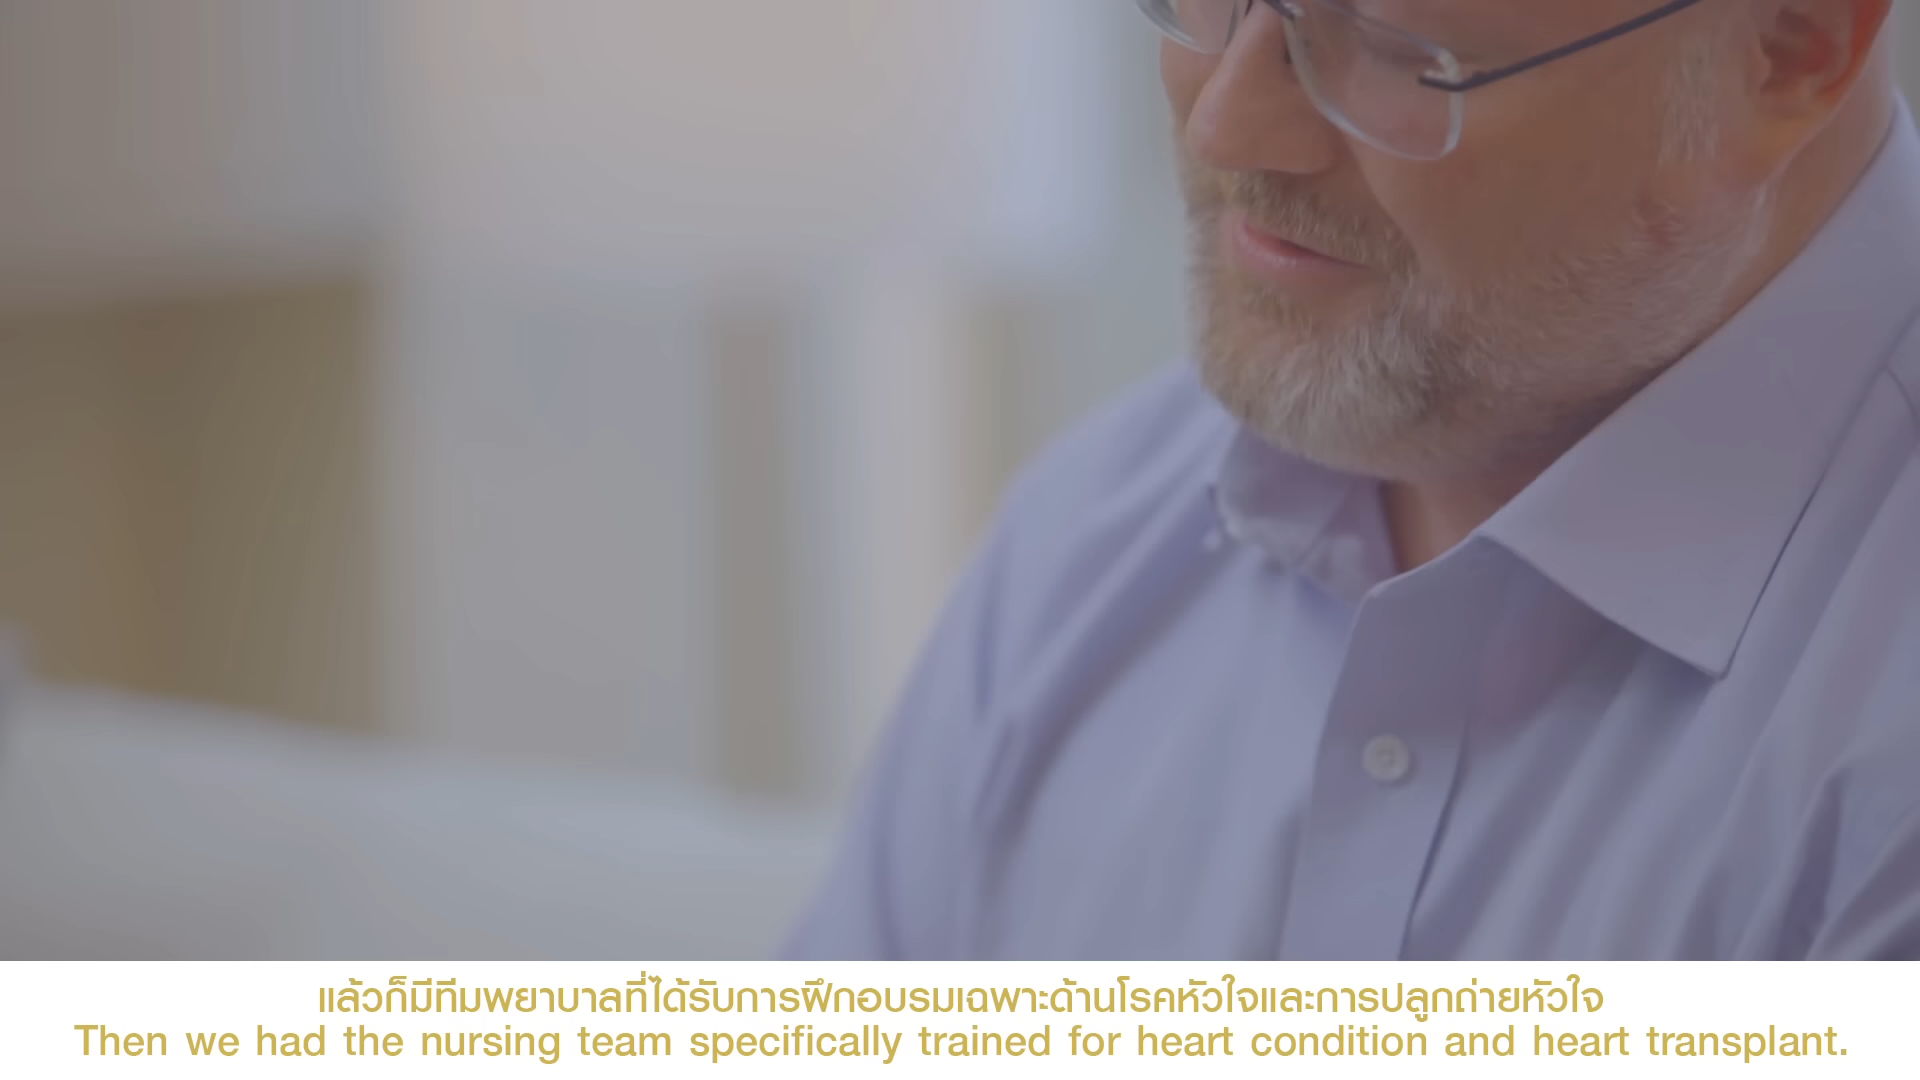 แล้วก็มีทีมพยาบาลที่ได้รับการฝึกอบรมเฉพาะด้านโรคหัวใจและการปลูกถ่ายหัวใจ
Then we had the nursing team specifically trained for heart condition and heart transplant.